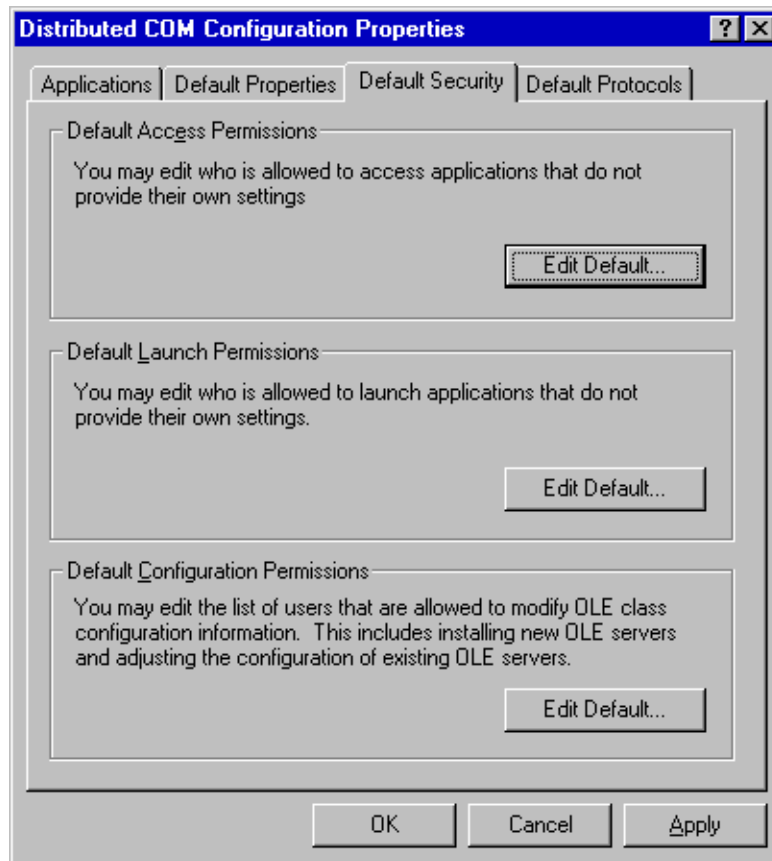 Distributed COM Configuration Properties
Applications Default Properties Default Security Default Protocols
Default Access Permissions
You may edit who is allowed to access applications that do not
provide their own settings
Edit Default...
Default Launch Permissions
You may edit who is allowed to launch applications that do not
provide their own settings.
Edit Default...
Default Configuration Permissions
You may edit the list of users that are allowed to modify OLE class
configuration information. This includes installing new OLE servers
and adjusting the configuration of existing OLE servers.
Edit Default...
OK Cancel Apply